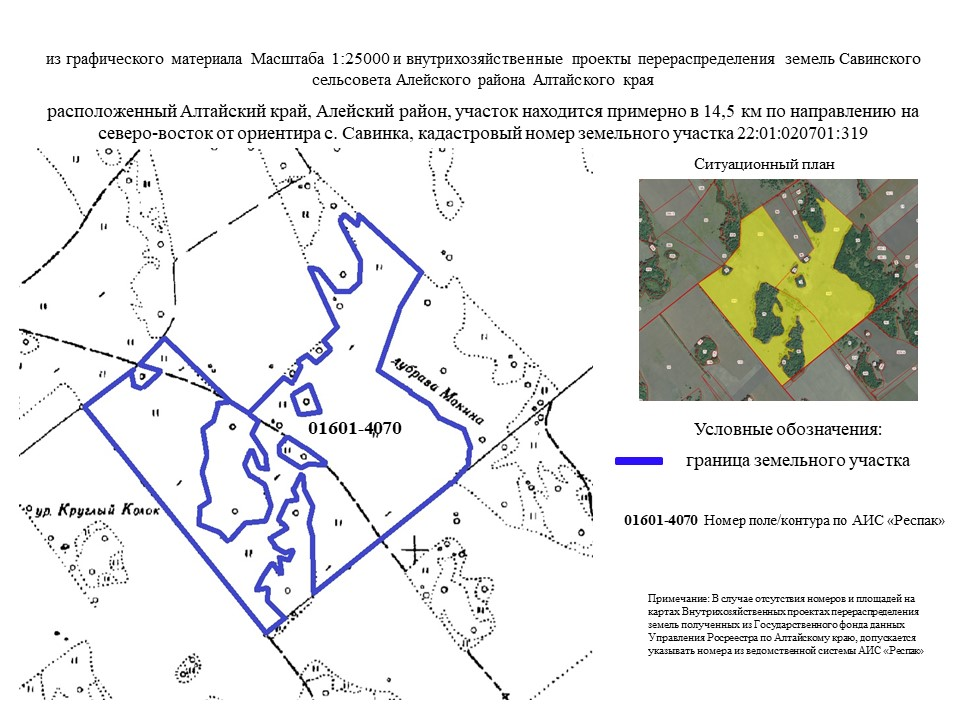 из графического материала Масштаба 1:25000 и внутрихозяйственные проекты перераспределения земель Савинского
сельсовета Алейского района Алтайского края
расположенный Алтайский край, Алейский район, участок находится примерно в 14,5 км по направлению на
северо-восток от ориентира с. Савинка, кадастровый номер земельного участка 22:01:020701:319
Ситуационный план
дубрава Мокина
01601-4070
ур. Круглый Колок
Условные обозначения:
граница земельного участка
01601-4070 Номер поле/контура по АИС «Респак»
Примечание: В случае отсутствия номеров и площадей на
картах Внутрихозяйственных проектах перераспределения
земель полученных из Государственного фонда данных
Управления Росреестра по Алтайскому краю, допускается
указывать номера из ведомственной системы АИС «Респак»